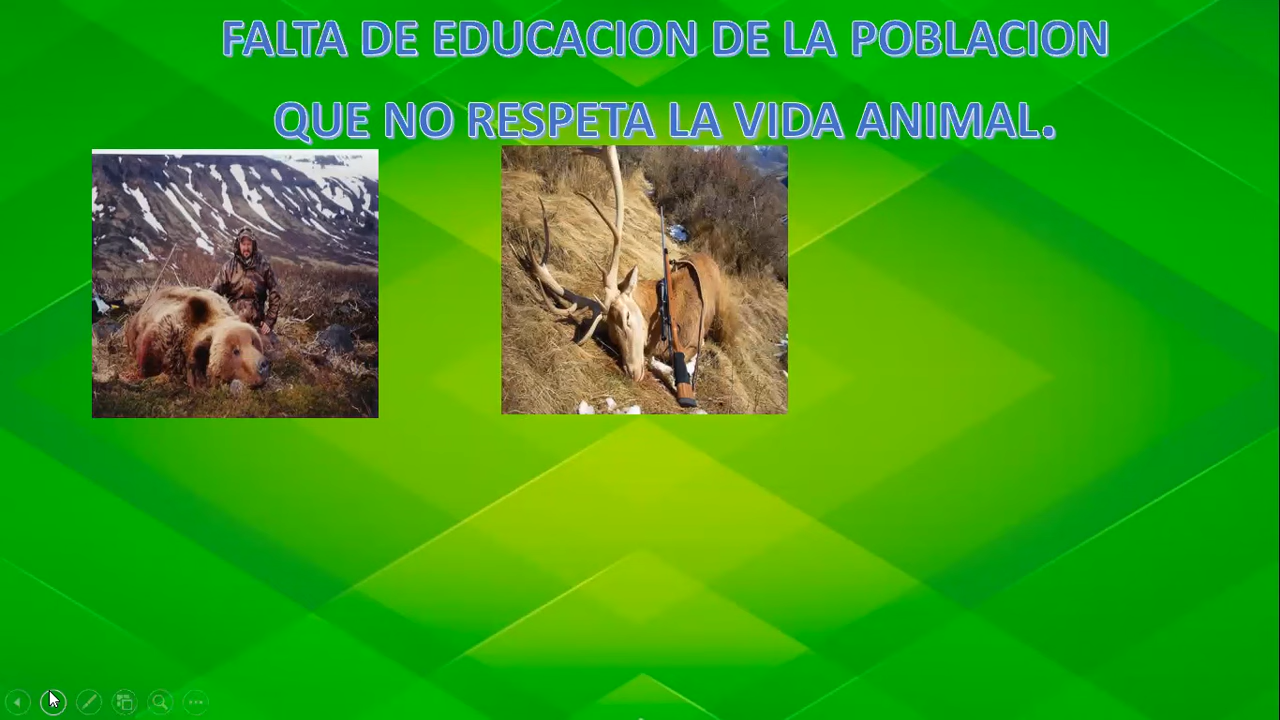 FALTA DE EDUCACION DE LA POBLACION
QUE NO RESPETA LA VIDA ANIMAL.